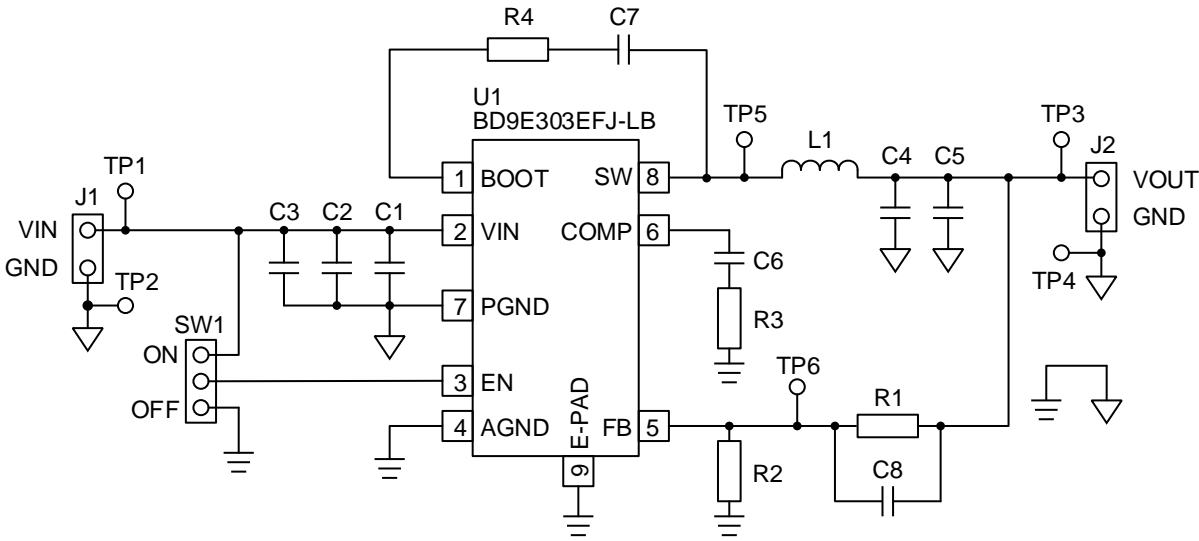 R4
C7
U1
BD9E303EFJ-LB
TP5
L1
C4
C5
TP3
J2
TP1
J1
1
BOOT
SW
8
VOUT
GND
C3
C2
C1
VIN
2
VIN
COMP
6
GND
TP2
C6
TP4
7
PGND
R3
SW1
ON
OFF
3
EN
TP6
R1
4
AGND
E-PAD
9
FB
5
R2
C8